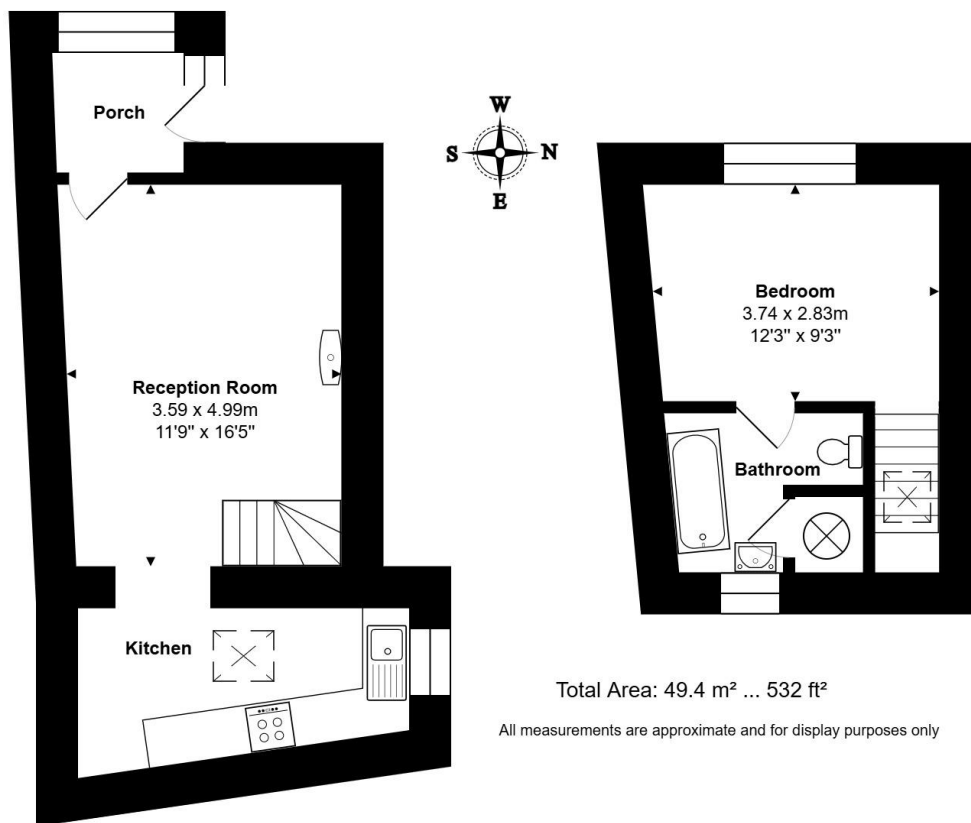 Porch
W
S
N
E
Reception Room
3.59 x 4.99m
11'9" x 16'5"
Kitchen
Bedroom
3.74 x 2.83m
12'3" x 9'3"
Bathroom
Total Area: 49.4 m² ... 532 ft²
All measurements are approximate and for display purposes only